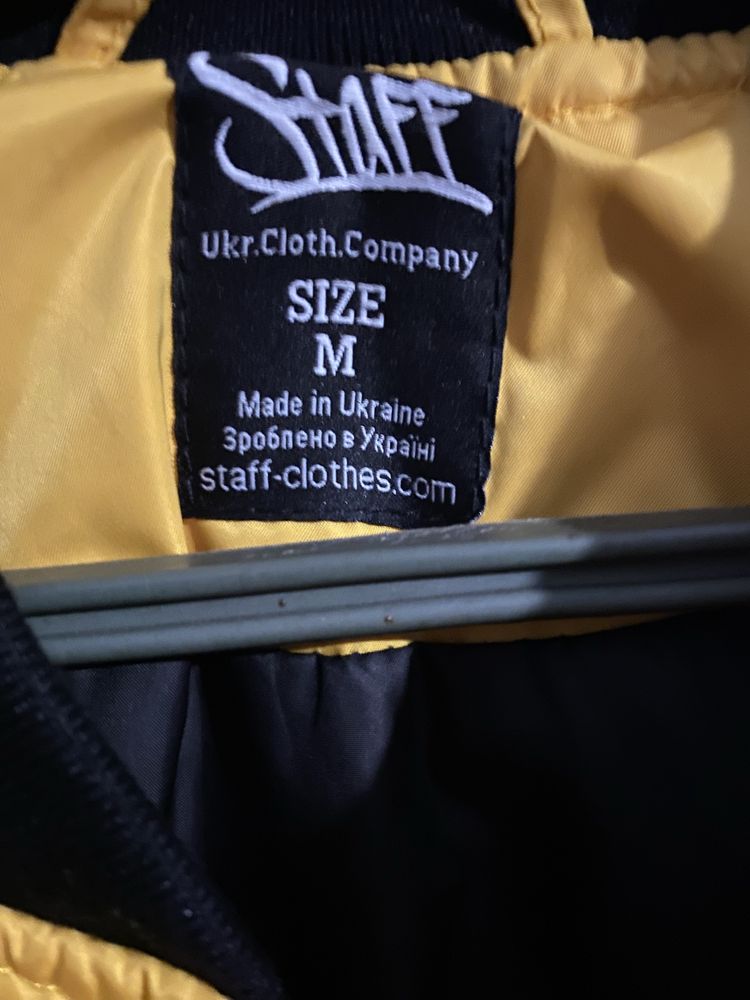 STAFF
Ukr.Cloth.Company
SIZE
M
Made in Ukraine
Зроблено в Україні
staff-clothes.com